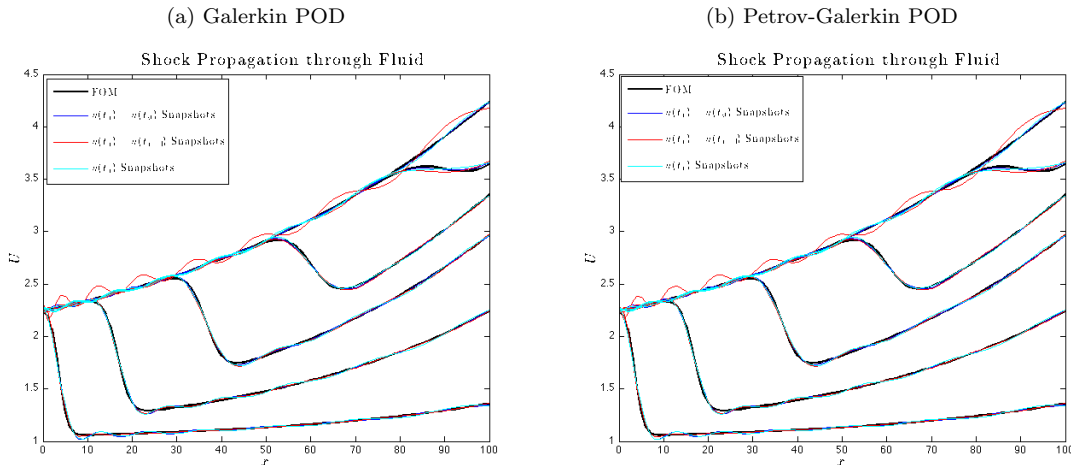 (a) Galerkin POD
Shock Propagation through Fluid
4.5
4
3.5
3
2.5
2
1.5
1
U
FOM
Snapshots
Snapshots
Snapshots
0 10 20 30 40 50 60 70 80 90 100
(b) Petrov-Galerkin POD
Shock Propagation through Fluid
4.5
4
3.5
3
2.5
2
1.5
1
U
FOM
Snapshots
Snapshots
Snapshots
0 10 20 30 40 50 60 70 80 90 100